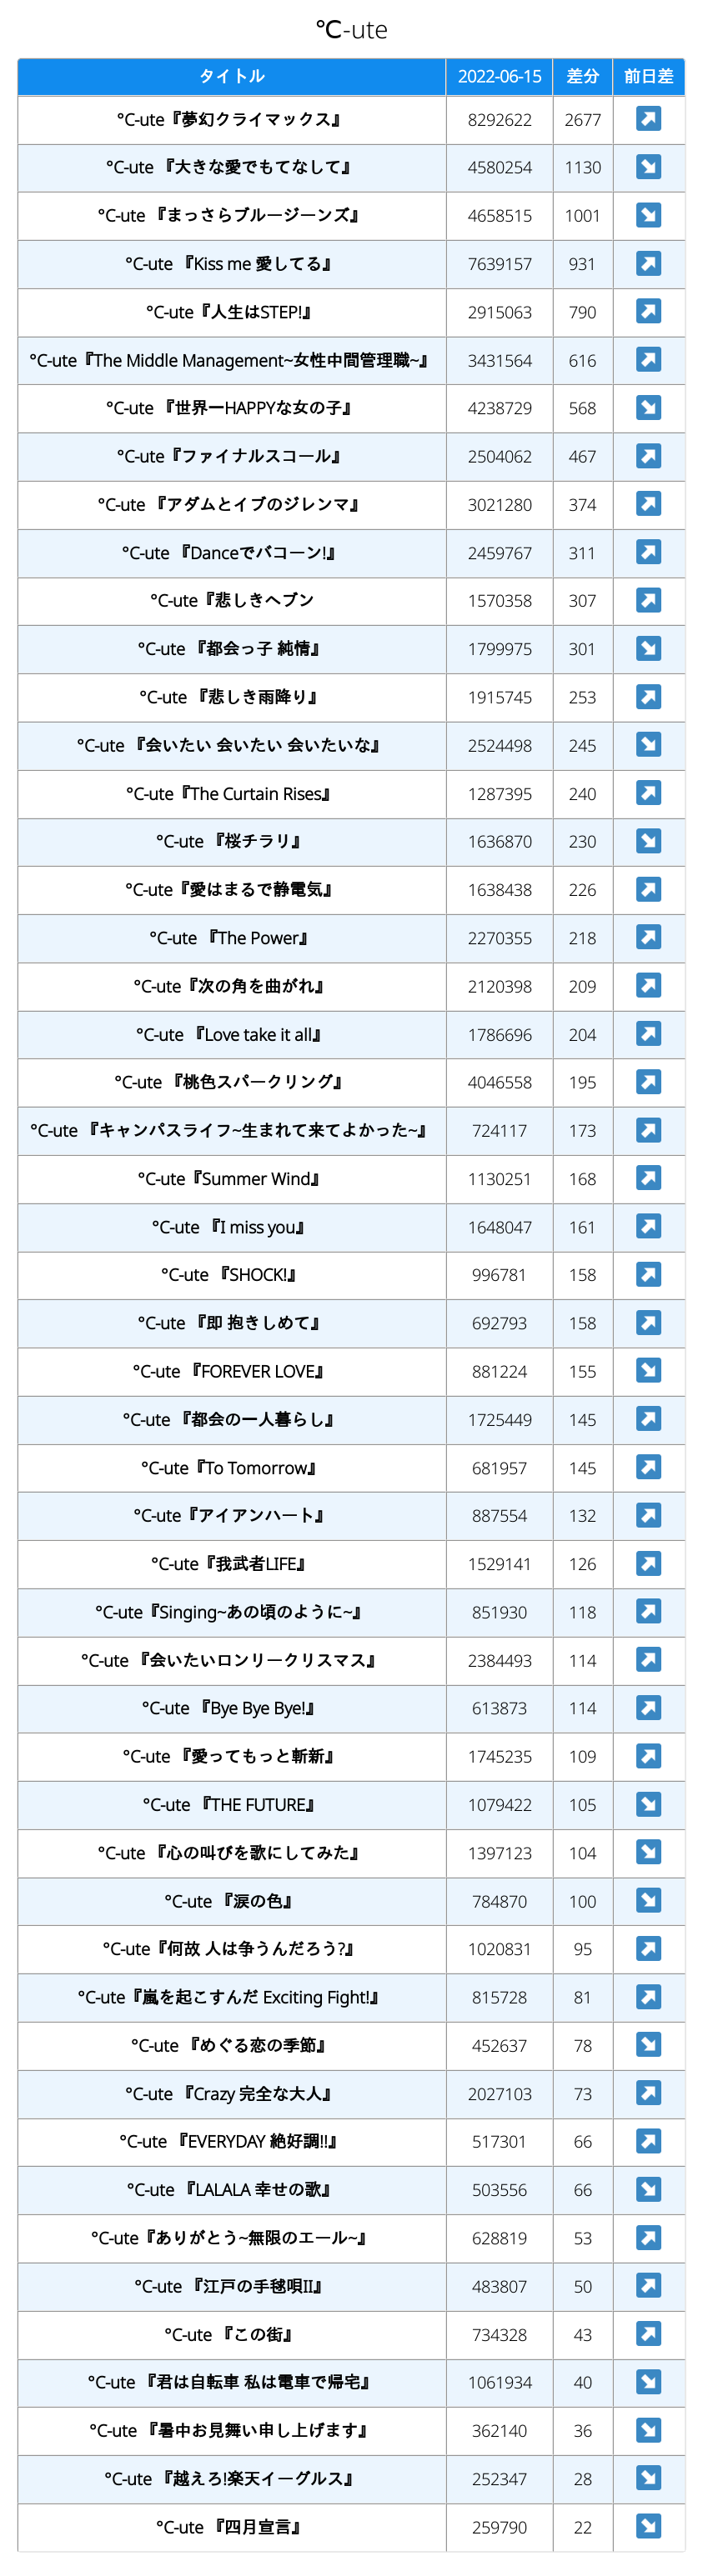 ℃-ute
タイトル 2022-06-15 差分 前日差
°C-ute『夢幻クライマックス』 8292622 2677 ↗
°C-ute 『大きな愛でもてなして』 4580254 1130 ↘
°C-ute 『まっさらブルージーンズ』 4658515 1001 ↘
°C-ute 『Kiss me 愛してる』 7639157 931 ↗
°C-ute『人生はSTEP!』 2915063 790 ↗
°C-ute『The Middle Management~女性中間管理職~』 3431564 616 ↗
°C-ute 『世界一HAPPYな女の子』 4238729 568 ↘
°C-ute『ファイナルスコール』 2504062 467 ↗
°C-ute 『アダムとイブのジレンマ』 3021280 374 ↗
°C-ute 『Danceでバコーン!』 2459767 311 ↗
°C-ute『悲しきヘブン 1570358 307 ↗
°C-ute 『都会っ子 純情』 1799975 301 ↘
°C-ute 『悲しき雨降り』 1915745 253 ↗
°C-ute 『会いたい 会いたい 会いたいな』 2524498 245 ↘
°C-ute『The Curtain Rises』 1287395 240 ↗
°C-ute 『桜チラリ』 1636870 230 ↘
°C-ute『愛はまるで静電気』 1638438 226 ↗
°C-ute 『The Power』 2270355 218 ↗
°C-ute『次の角を曲がれ』 2120398 209 ↗
°C-ute 『Love take it all』 1786696 204 ↗
°C-ute 『桃色スパークリング』 4046558 195 ↗
°C-ute 『キャンパスライフ~生まれて来てよかった~』 724117 173 ↗
°C-ute『Summer Wind』 1130251 168 ↗
°C-ute 『I miss you』 1648047 161 ↗
°C-ute 『SHOCK!』 996781 158 ↗
°C-ute 『即 抱きしめて』 692793 158 ↗
°C-ute 『FOREVER LOVE』 881224 155 ↘
°C-ute 『都会の一人暮らし』 1725449 145 ↗
°C-ute『To Tomorrow』 681957 145 ↗
°C-ute『アイアンハート』 887554 132 ↗
°C-ute『我武者LIFE』 1529141 126 ↗
°C-ute『Singing~あの頃のように~』 851930 118 ↗
°C-ute 『会いたいロンリークリスマス』 2384493 114 ↗
°C-ute 『Bye Bye Bye!』 613873 114 ↗
°C-ute 『愛ってもっと斬新』 1745235 109 ↗
°C-ute 『THE FUTURE』 1079422 105 ↘
°C-ute 『心の叫びを歌にしてみた』 1397123 104 ↘
°C-ute 『涙の色』 784870 100 ↘
°C-ute『何故 人は争うんだろう?』 1020831 95 ↗
°C-ute『嵐を起こすんだ Exciting Fight!』 815728 81 ↗
°C-ute 『めぐる恋の季節』 452637 78 ↘
°C-ute 『Crazy 完全な大人』 2027103 73 ↗
°C-ute 『EVERYDAY 絶好調!!』 517301 66 ↗
°C-ute 『LALALA 幸せの歌』 503556 66 ↘
°C-ute『ありがとう~無限のエール~』 628819 53 ↗
°C-ute 『江戸の手毬唄II』 483807 50 ↗
°C-ute 『この街』 734328 43 ↗
°C-ute 『君は自転車 私は電車で帰宅』 1061934 40 ↘
°C-ute 『暑中お見舞い申し上げます』 362140 36 ↘
°C-ute 『越えろ!楽天イーグルス』 252347 28 ↘
°C-ute 『四月宣言』 259790 22 ↘